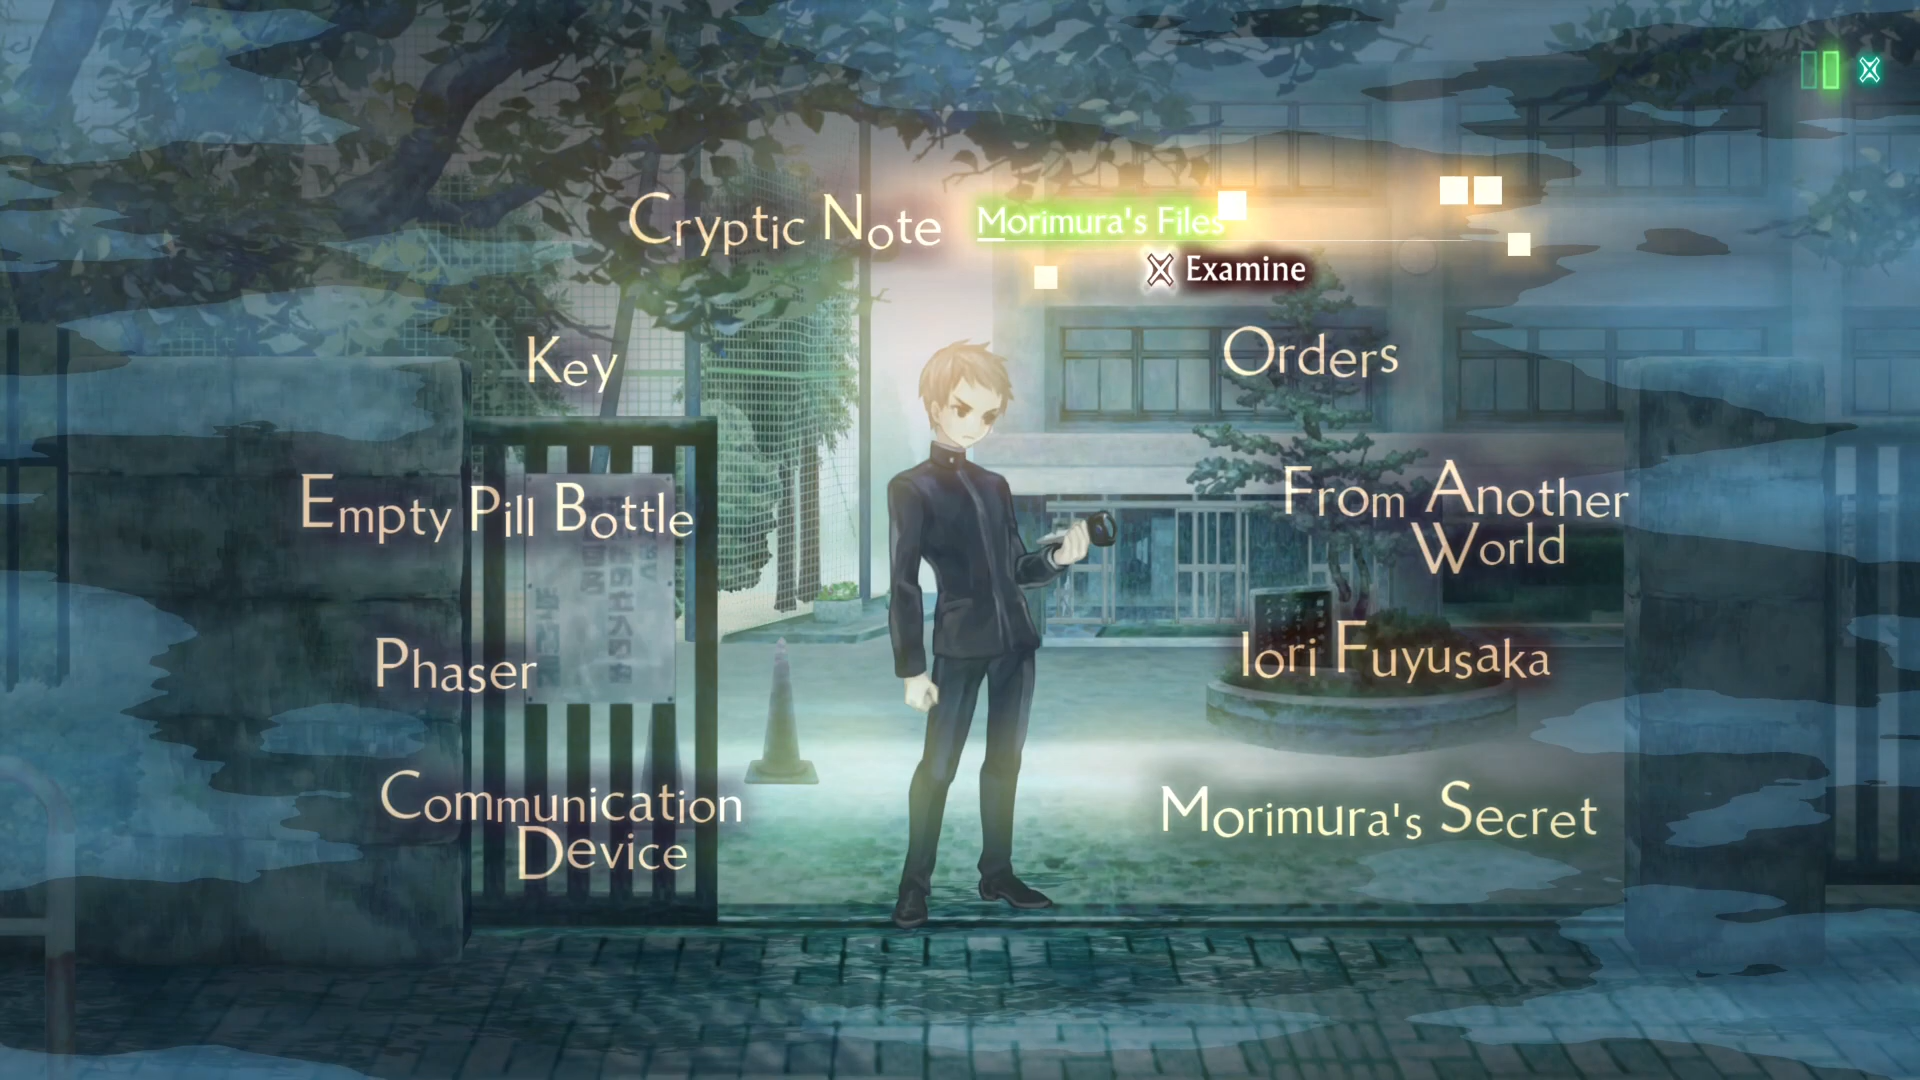 Cryptic Note
Morimura's Files
Examine
Key
Orders
Empty Pill Bottle
From Another
World
Phaser
Iori Fuyusaka
Communication
Device
Morimura's Secret